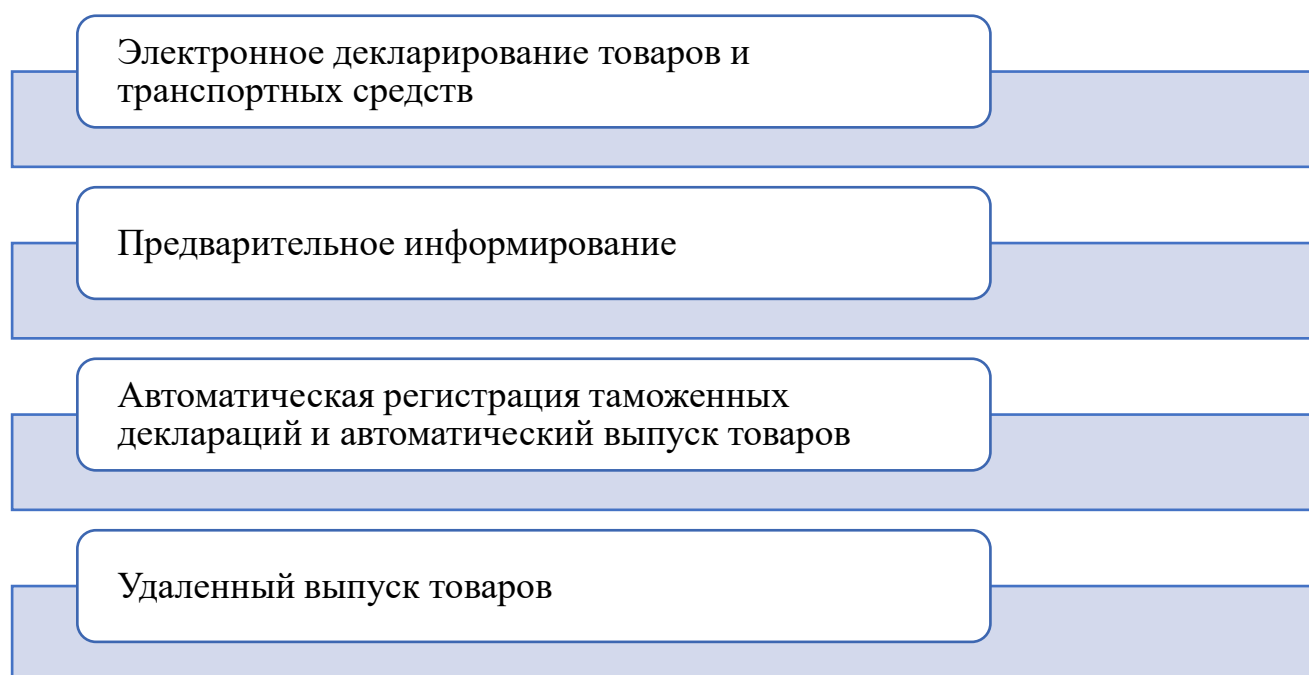 Электронное декларирование товаров и
транспортных средств
Предварительное информирование
Автоматическая регистрация таможенных
деклараций и автоматический выпуск товаров
Удаленный выпуск товаров